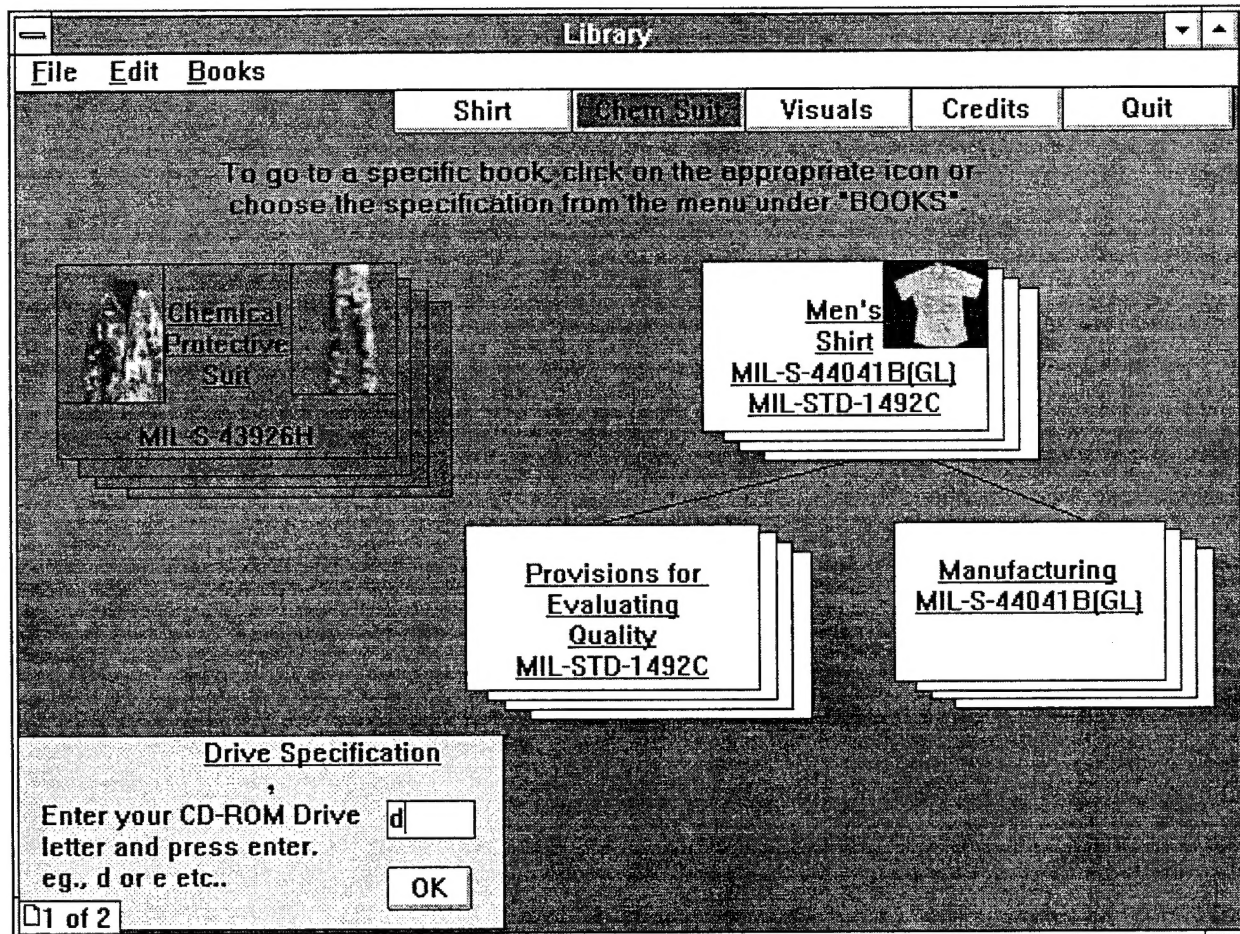 Library
File Edit Books
Shirt Chem Suit Visuals Credits Quit
To go to a specific book, click on the appropriate icon or
choose the specification from the menu under "BOOKS".
Chemical
Protective
Suit
MIL-S-43926H
Men's
Shirt
MIL-S-44041B(GL)
MIL-STD-1492C
Provisions for
Evaluating
Quality
MIL-STD-1492C
Manufacturing
MIL-S-44041B(GL)
Drive Specification
,
Enter your CD-ROM Drive
letter and press enter.
eg., d or e etc..
d
OK
1 of 2